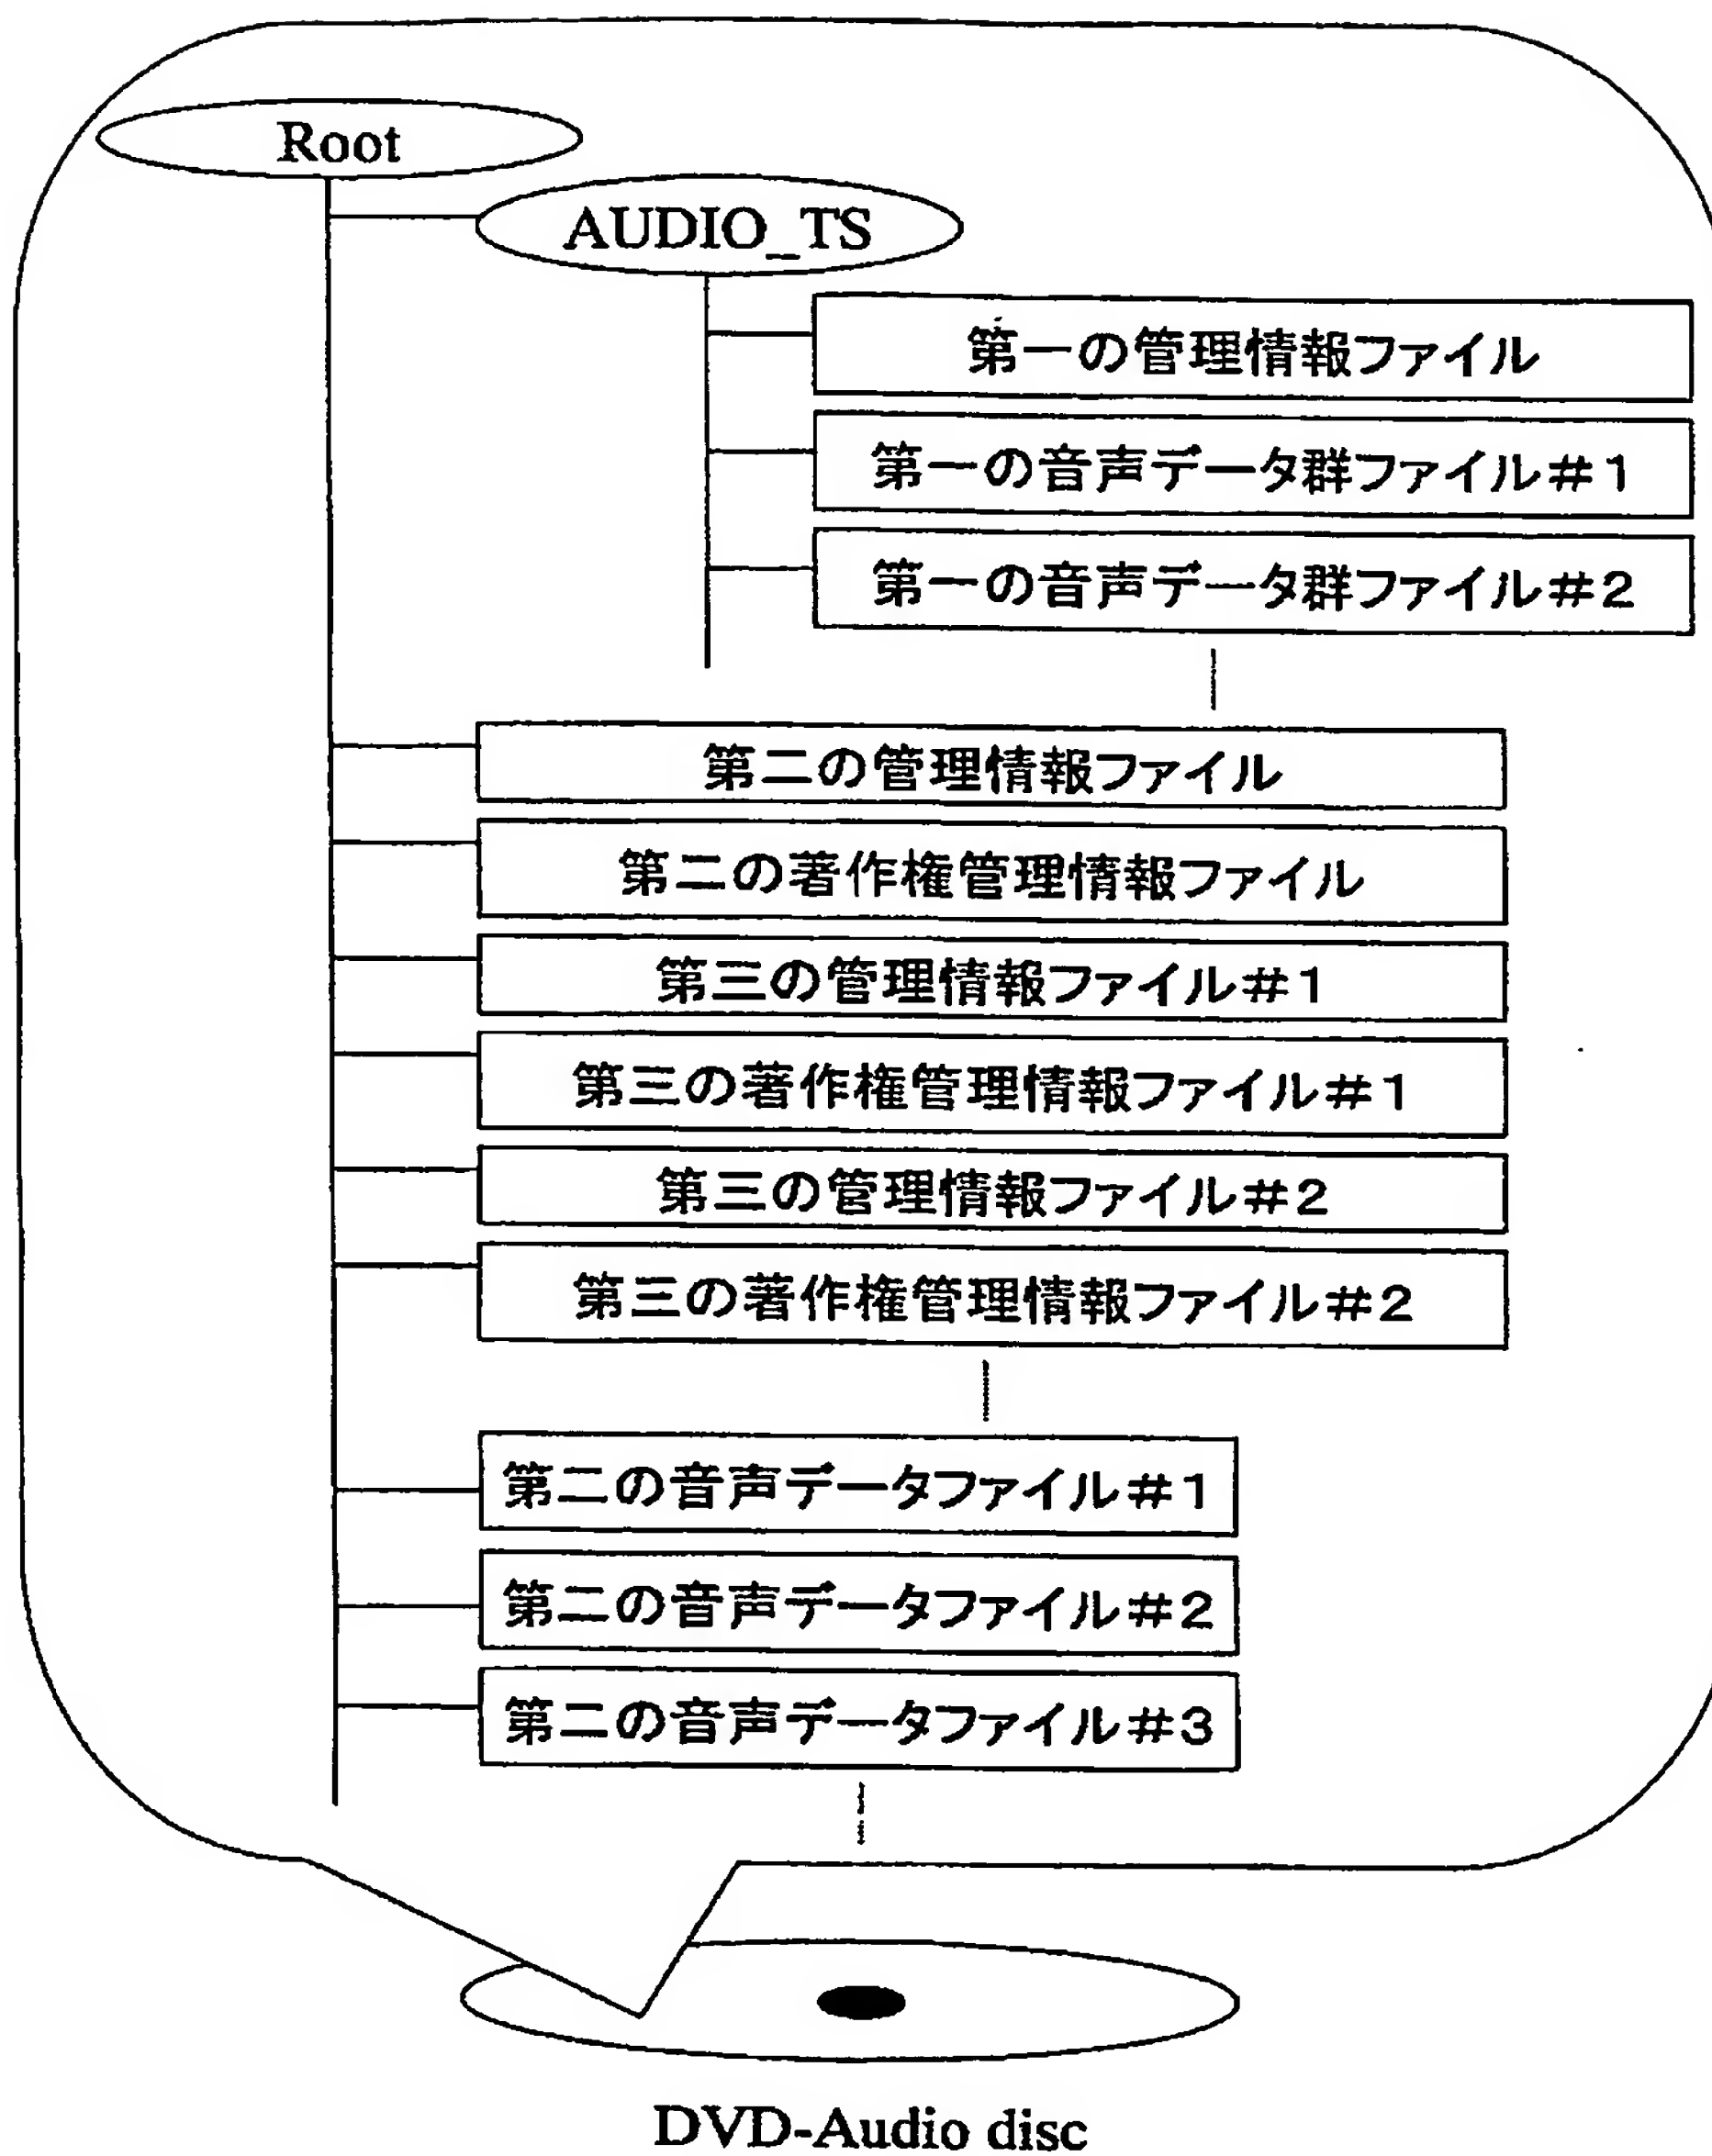 Root
AUDIO_TS
第一の管理情報ファイル
第一の音声データ群ファイル#1
第一の音声データ群ファイル#2
第二の管理情報ファイル
第二の著作権管理情報ファイル
第三の管理情報ファイル#1
第三の著作権管理情報ファイル#1
第三の管理情報ファイル#2
第三の著作権管理情報ファイル#2
第二の音声データファイル#1
第二の音声データファイル#2
第二の音声データファイル#3
DVD-Audio disc